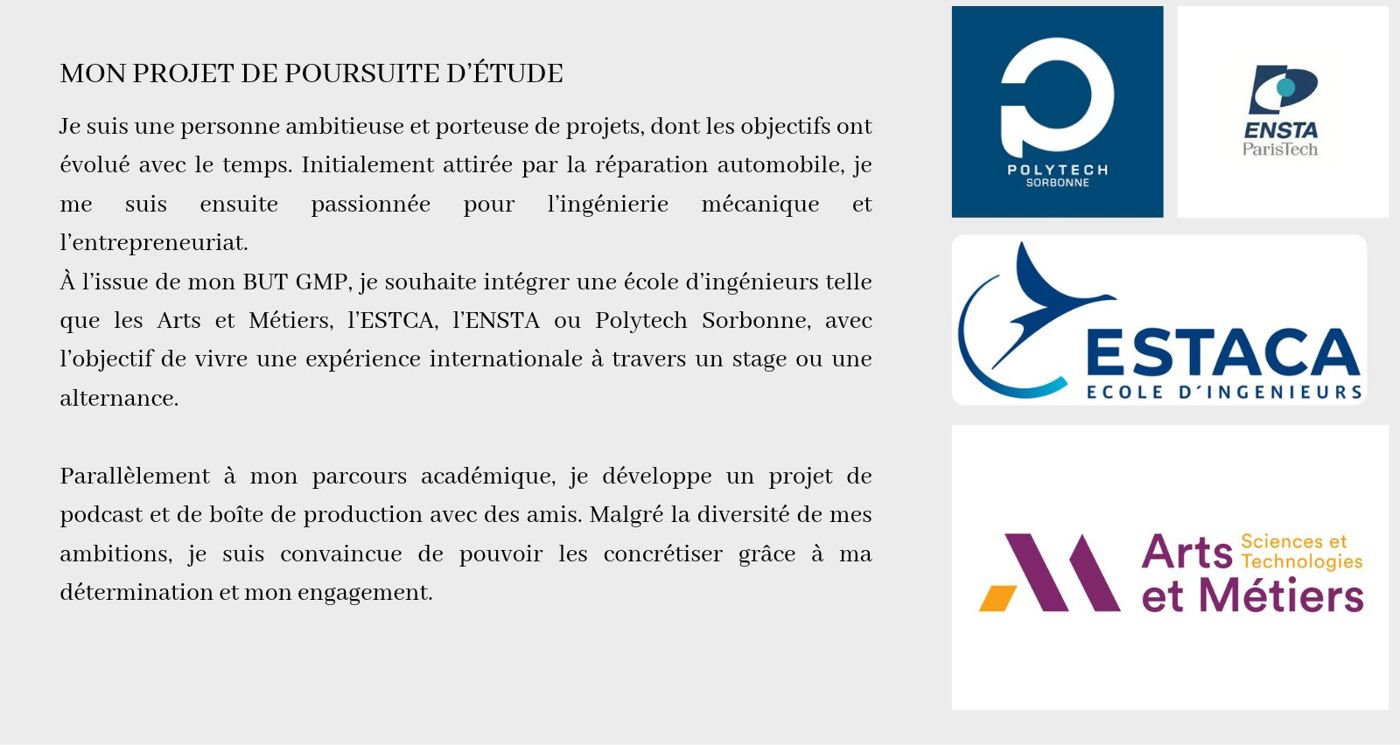 MON PROJET DE POURSUITE D’ÉTUDE
Je suis une personne ambitieuse et porteuse de projets, dont les objectifs ont
évolué avec le temps. Initialement attirée par la réparation automobile, je
me suis ensuite passionnée pour l’ingénierie mécanique et
l’entrepreneuriat.
À l’issue de mon BUT GMP, je souhaite intégrer une école d’ingénieurs telle
que les Arts et Métiers, l’ESTCA, l’ENSTA ou Polytech Sorbonne, avec
l’objectif de vivre une expérience internationale à travers un stage ou une
alternance.
Parallèlement à mon parcours académique, je développe un projet de
podcast et de boîte de production avec des amis. Malgré la diversité de mes
ambitions, je suis convaincue de pouvoir les concrétiser grâce à ma
détermination et mon engagement.
POLYTECH
SORBONNE
ENSTA
ParisTech
ESTACA
ECOLE D´INGENIEURS
Arts
et Métiers
Sciences et
Technologies